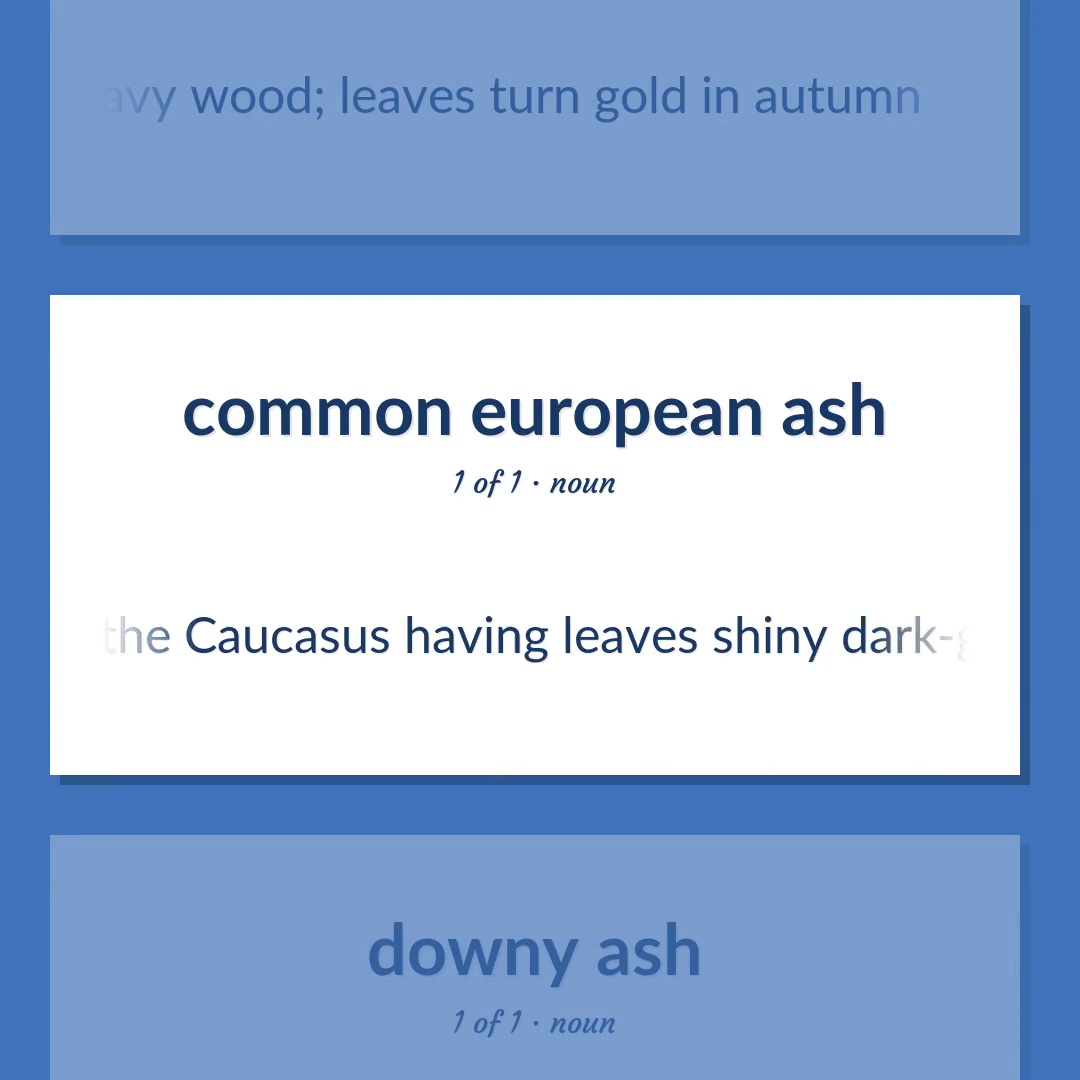 wood; leaves turn gold in autumn
common european ash
1 of 1 · noun
the Caucasus having leaves shiny dark-
downy ash
1 of 1 · noun